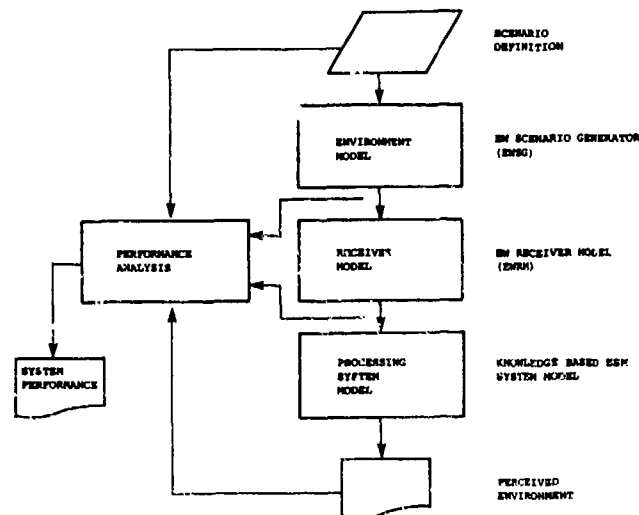 SCENARIO
DEFINITION
ENVIRONMENT
MODEL
EW SCENARIO GENERATOR
(EWSG)
PERFORMANCE
ANALYSIS
RECEIVER
MODEL
EW RECEIVER MODEL
(EWRM)
SYSTEM
PERFORMANCE
PROCESSING
SYSTEM
MODEL
KNOWLEDGE BASED ESM
SYSTEM MODEL
PERCEIVED
ENVIRONMENT